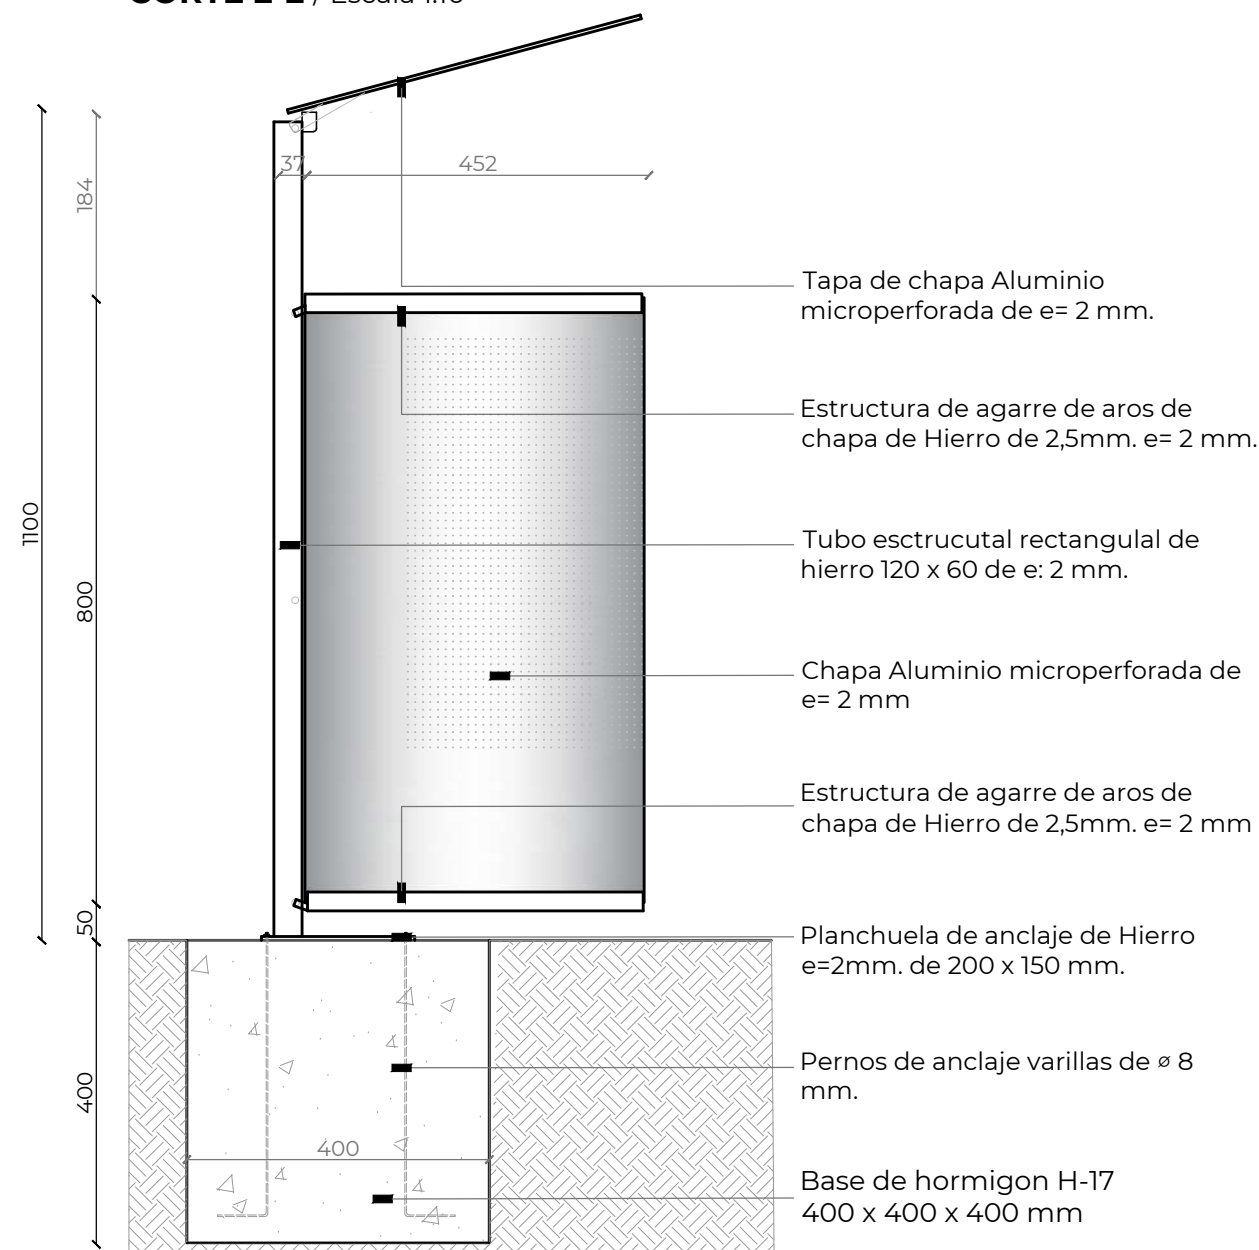 / Escala 1:10
37
452
184
Tapa de chapa Aluminio
microperforada de e= 2 mm.
Estructura de agarre de aros de
chapa de Hierro de 2,5mm. e= 2 mm.
1100
Tubo esctrucutal rectangulal de
hierro 120 x 60 de e: 2 mm.
800
Chapa Aluminio microperforada de
e= 2 mm
Estructura de agarre de aros de
chapa de Hierro de 2,5mm. e= 2 mm
50
Planchuela de anclaje de Hierro
e=2mm. de 200 x 150 mm.
400
Pernos de anclaje varillas de ⌀ 8
mm.
400
Base de hormigon H-17
400 x 400 x 400 mm